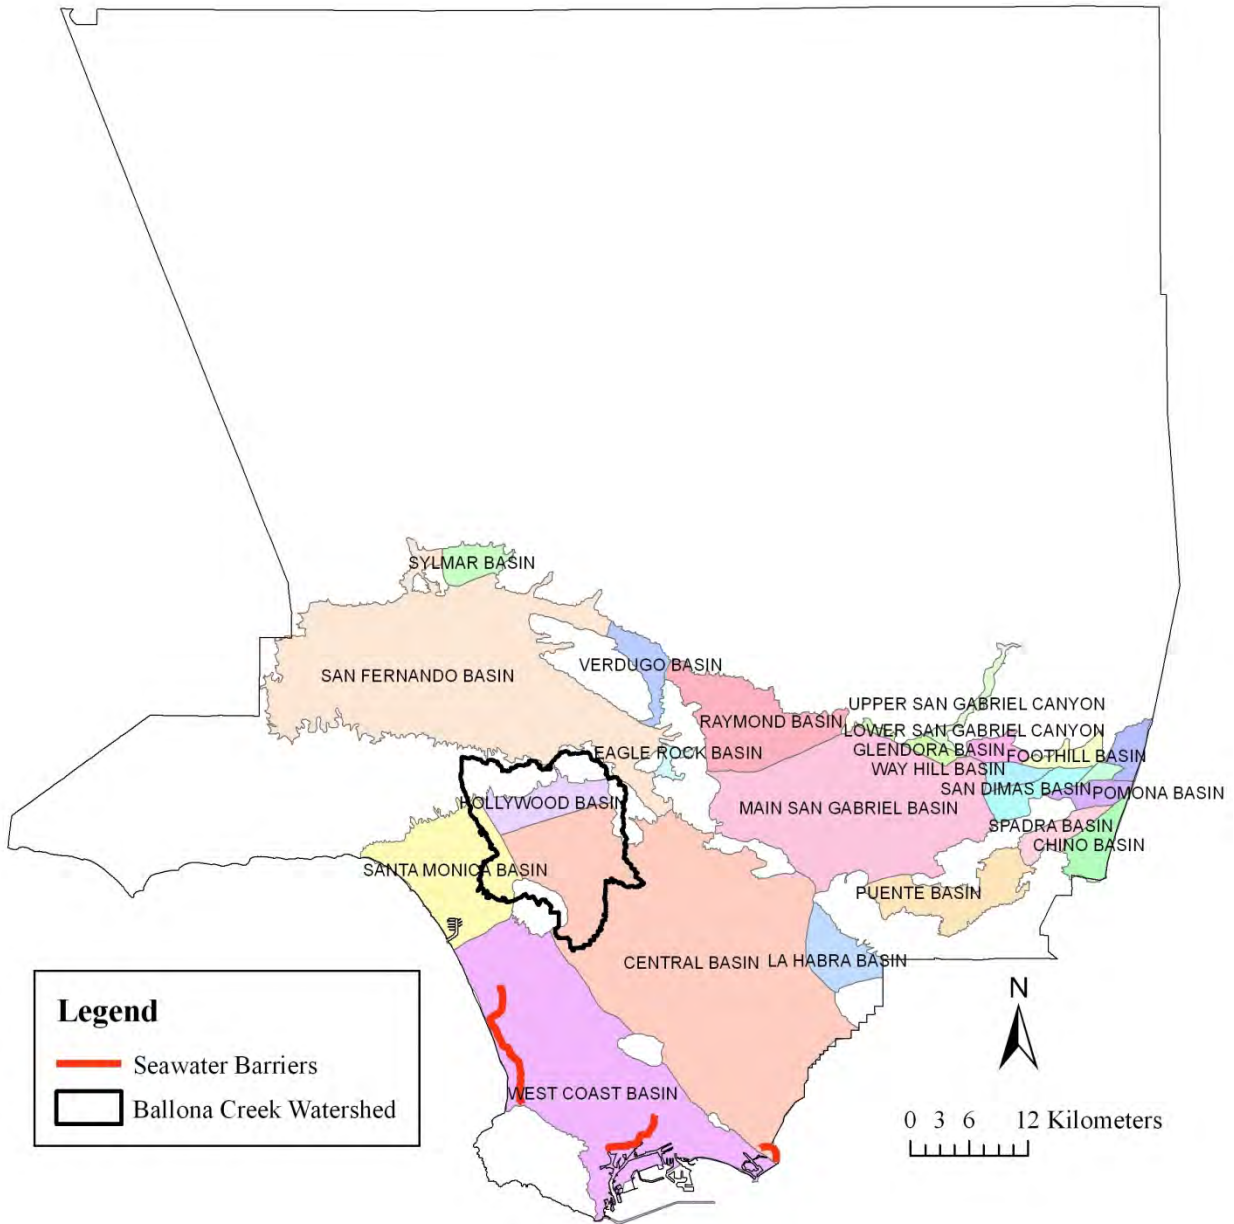 SYLMAR BASIN
VERDUGO BASIN
SAN FERNANDO BASIN
UPPER SAN GABRIEL CANYON
RAYMOND BASIN
LOWER SAN GABRIEL CANYON
EAGLE ROCK BASIN
GLENDORA BASIN
FOOTHILL BASIN
WAY HILL BASIN
SAN DIMAS BASIN
POMONA BASIN
HOLLYWOOD BASIN
MAIN SAN GABRIEL BASIN
SPADRA BASIN
CHINO BASIN
SANTA MONICA BASIN
PUENTE BASIN
CENTRAL BASIN
LA HABRA BASIN
WEST COAST BASIN
Legend
Seawater Barriers
Ballona Creek Watershed
N
0 3 6 12 Kilometers